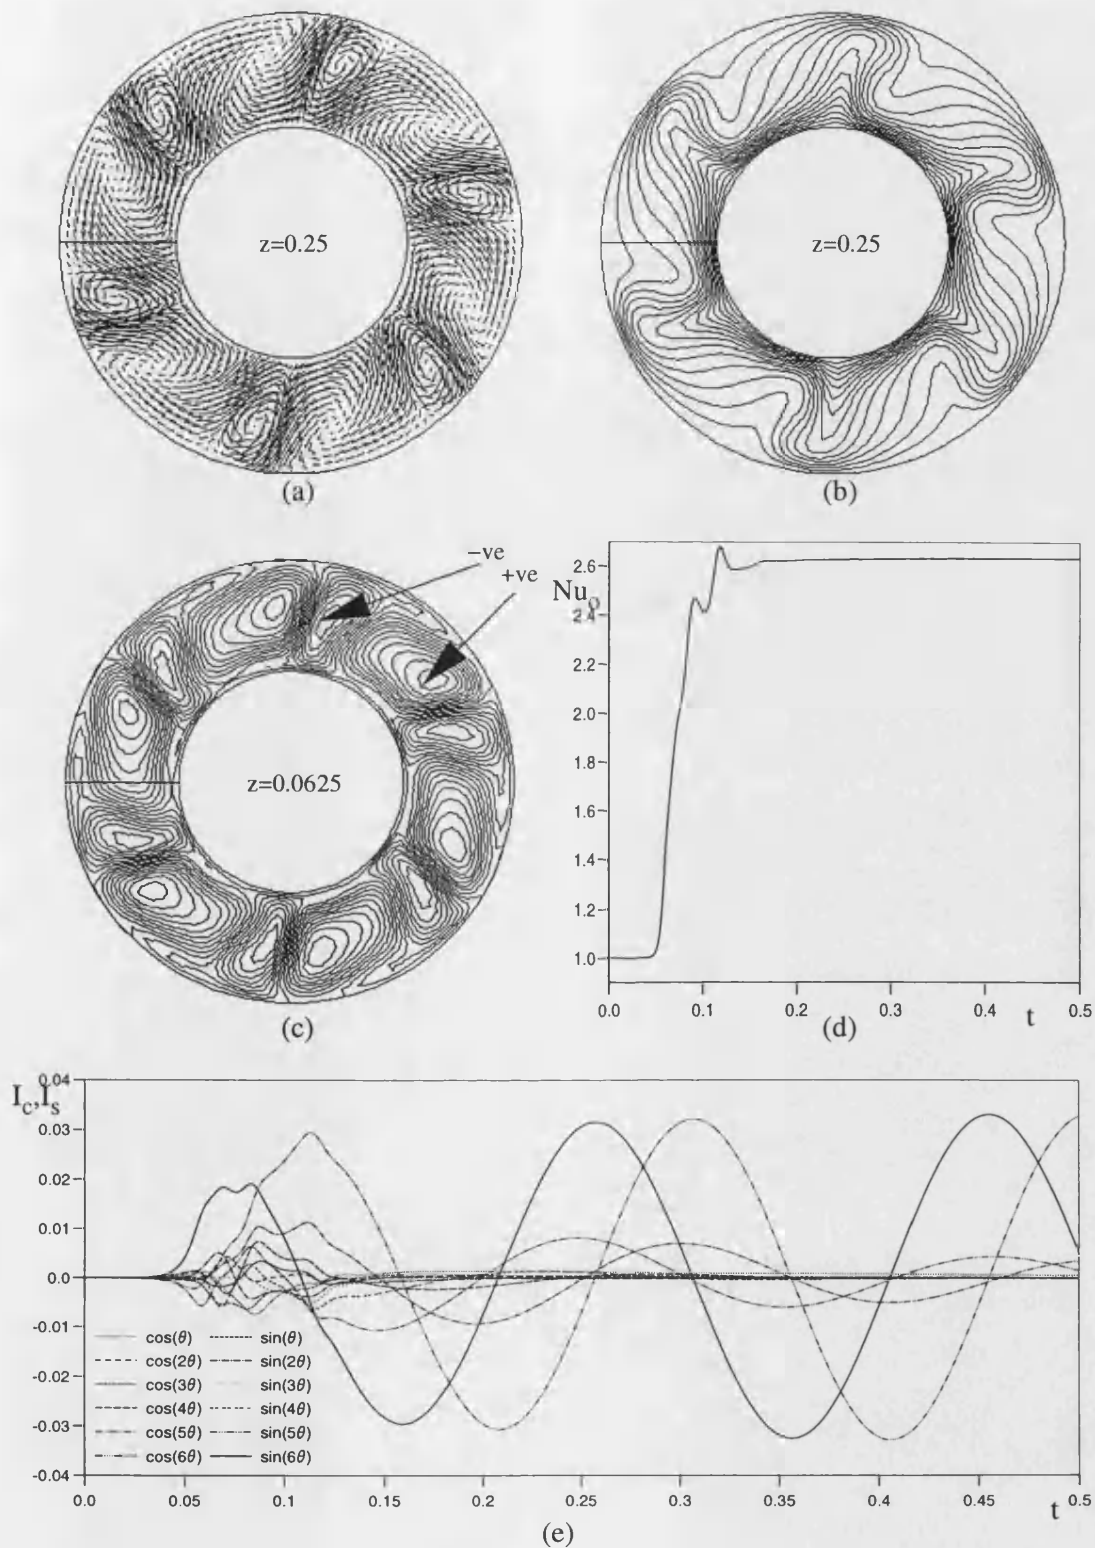 z=0.25
z=0.25
(a)
(b)
−ve
+ve
z=0.0625
(c)
Nu₀
2.6
2.4
2.2
2.0
1.8
1.6
1.4
1.2
1.0
0.0 0.1 0.2 0.3 0.4 0.5
t
(d)
I_c,I_s
0.04
0.03
0.02
0.01
0.0
-0.01
-0.02
-0.03
-0.04
cos(θ) sin(θ)
cos(2θ) sin(2θ)
cos(3θ) sin(3θ)
cos(4θ) sin(4θ)
cos(5θ) sin(5θ)
cos(6θ) sin(6θ)
0.0 0.05 0.1 0.15 0.2 0.25 0.3 0.35 0.4 0.45 0.5
t
(e)